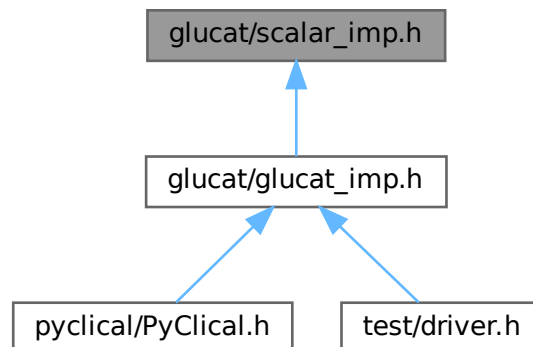 glucat/scalar_imp.h
glucat/glucat_imp.h
pyclical/PyClical.h
test/driver.h